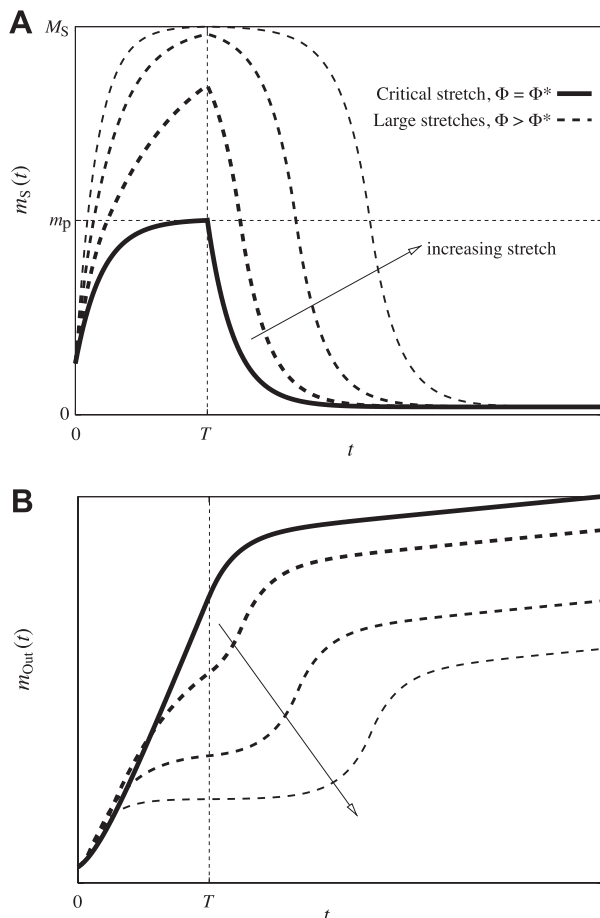 A
M_S
Critical stretch, Φ = Φ*
Large stretches, Φ > Φ*
m_S(t)
m_p
increasing stretch
0
0
T
t
B
m_Out(t)
0
T
t